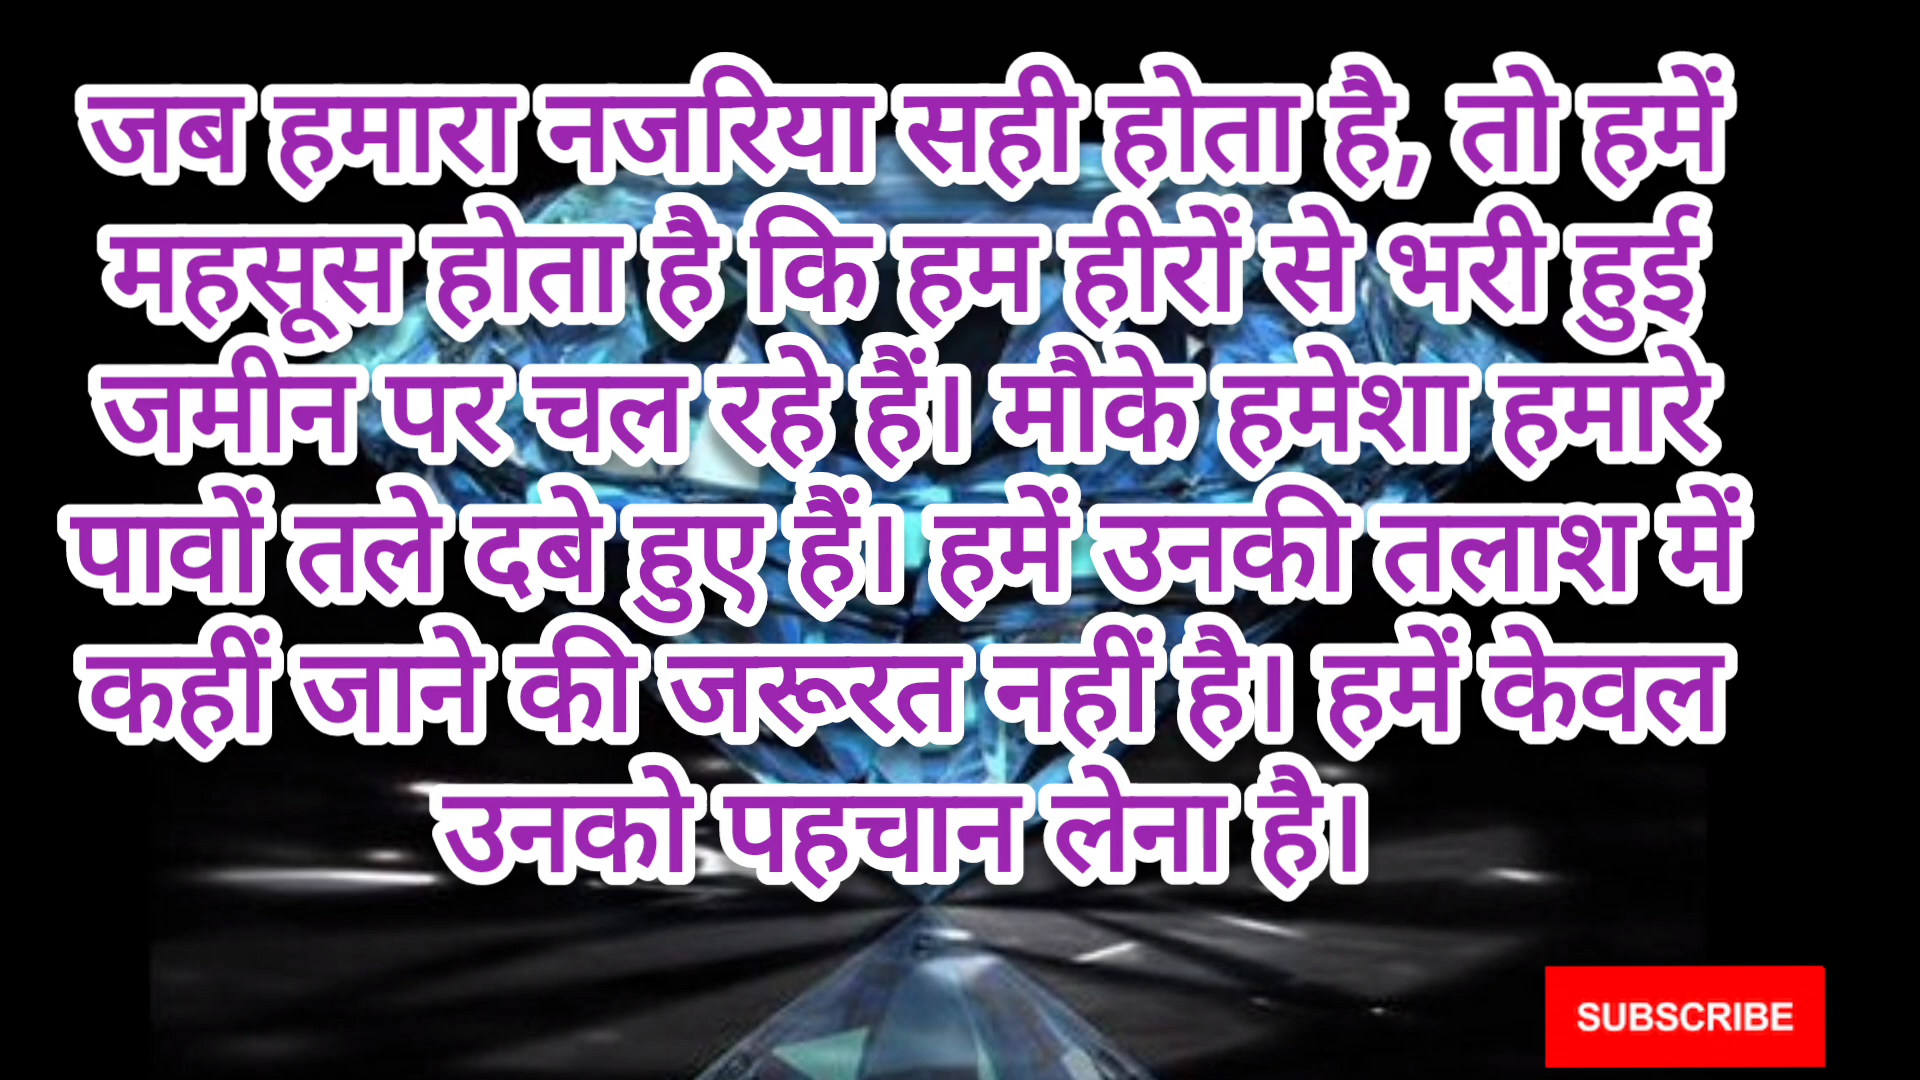 जब हमारा नजरिया सही होता है, तो हमें
महसूस होता है कि हम हीरों से भरी हुई
जमीन पर चल रहे हैं। मौके हमेशा हमारे
पावों तले दबे हुए हैं। हमें उनकी तलाश में
कहीं जाने की जरूरत नहीं है। हमें केवल
उनको पहचान लेना है।
SUBSCRIBE